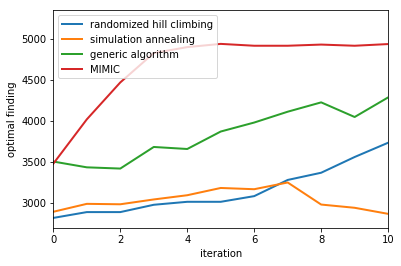 randomized hill climbing
simulation annealing
generic algorithm
MIMIC
5000
4500
4000
3500
3000
optimal finding
0 2 4 6 8 10
iteration